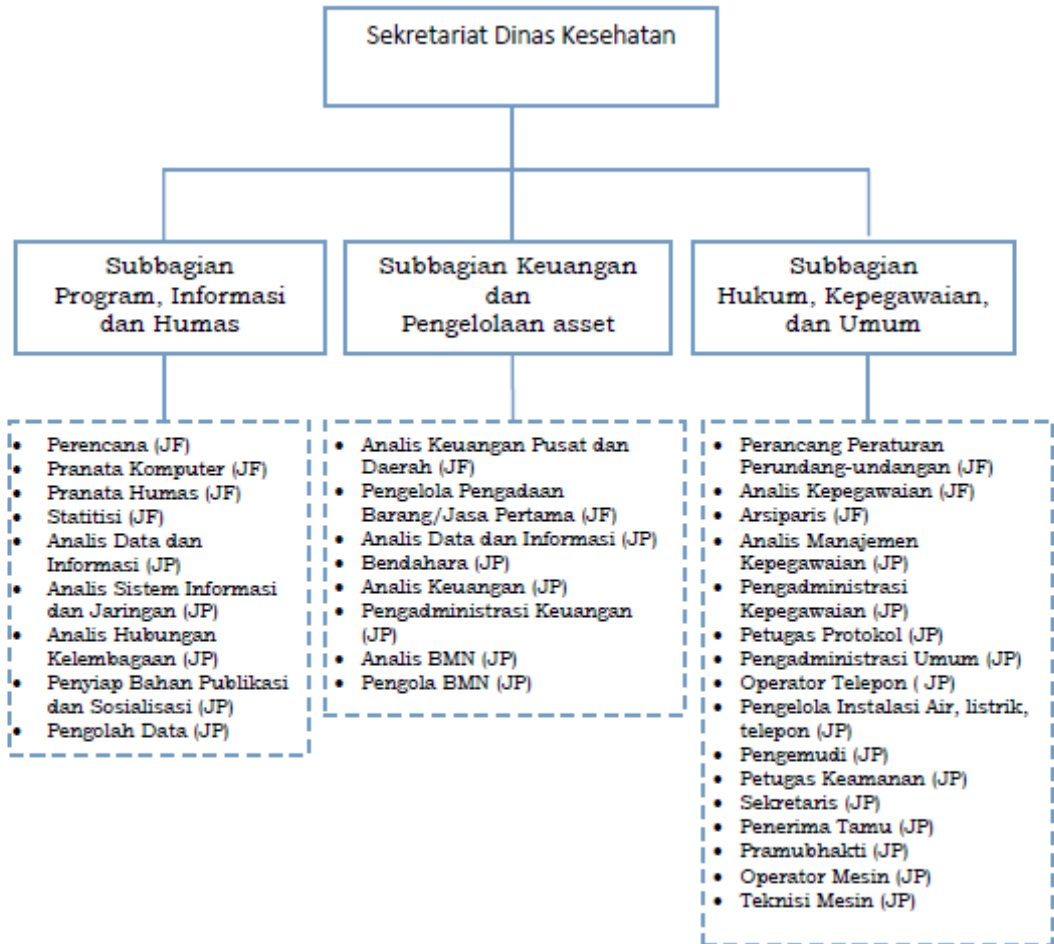 Sekretariat Dinas Kesehatan
Subbagian
Program, Informasi
dan Humas
Subbagian Keuangan
dan
Pengelolaan asset
Subbagian
Hukum, Kepegawaian,
dan Umum
• Perencana (JF)
• Pranata Komputer (JF)
• Pranata Humas (JF)
• Statitisi (JF)
• Analis Data dan
Informasi (JP)
• Analis Sistem Informasi
dan Jaringan (JP)
• Analis Hubungan
Kelembagaan (JP)
• Penyiap Bahan Publikasi
dan Sosialisasi (JP)
• Pengolah Data (JP)
• Analis Keuangan Pusat dan
Daerah (JF)
• Pengelola Pengadaan
Barang/Jasa Pertama (JF)
• Analis Data dan Informasi (JP)
• Bendahara (JP)
• Analis Keuangan (JP)
• Pengadministrasi Keuangan
(JP)
• Analis BMN (JP)
• Pengola BMN (JP)
• Perancang Peraturan
Perundang-undangan (JF)
• Analis Kepegawaian (JF)
• Arsiparis (JF)
• Analis Manajemen
Kepegawaian (JP)
• Pengadministrasi
Kepegawaian (JP)
• Petugas Protokol (JP)
• Pengadministrasi Umum (JP)
• Operator Telepon ( JP)
• Pengelola Instalasi Air, listrik,
telepon (JP)
• Pengemudi (JP)
• Petugas Keamanan (JP)
• Sekretaris (JP)
• Penerima Tamu (JP)
• Pramubhakti (JP)
• Operator Mesin (JP)
• Teknisi Mesin (JP)